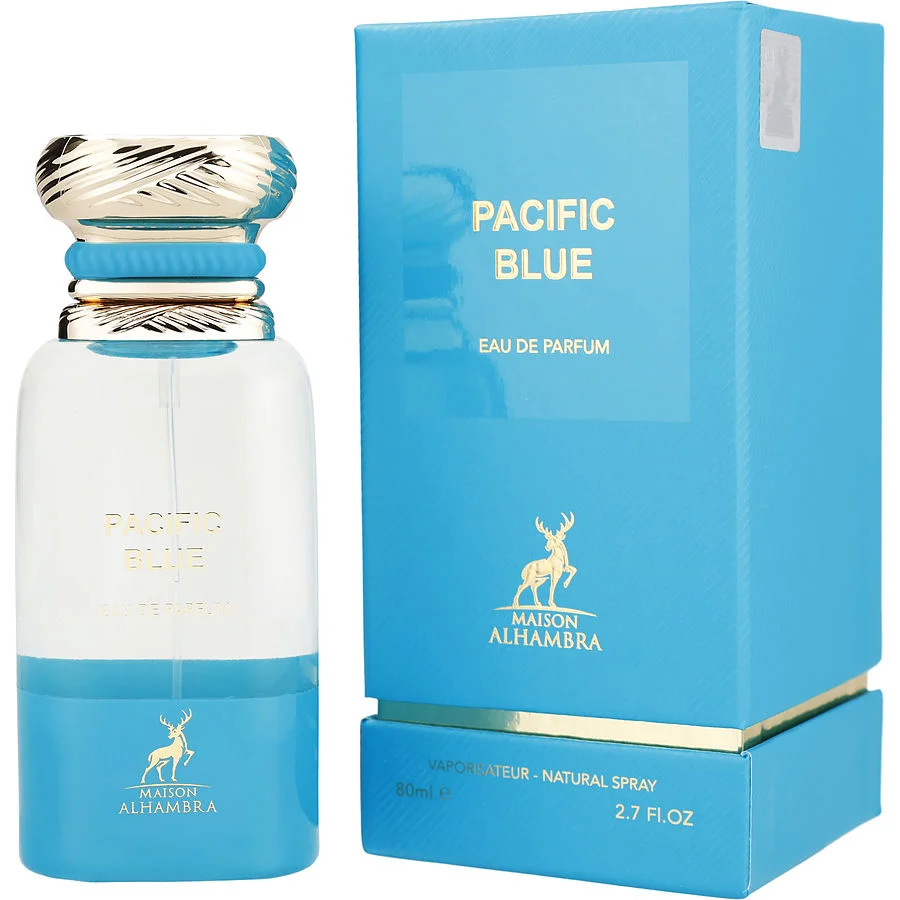 PACIFIC
BLUE
EAU DE PARFUM
MAISON
ALHAMBRA
PACIFIC
BLUE
EAU DE PARFUM
MAISON
ALHAMBRA
VAPORISATEUR - NATURAL SPRAY
80ml e
2.7 Fl.OZ